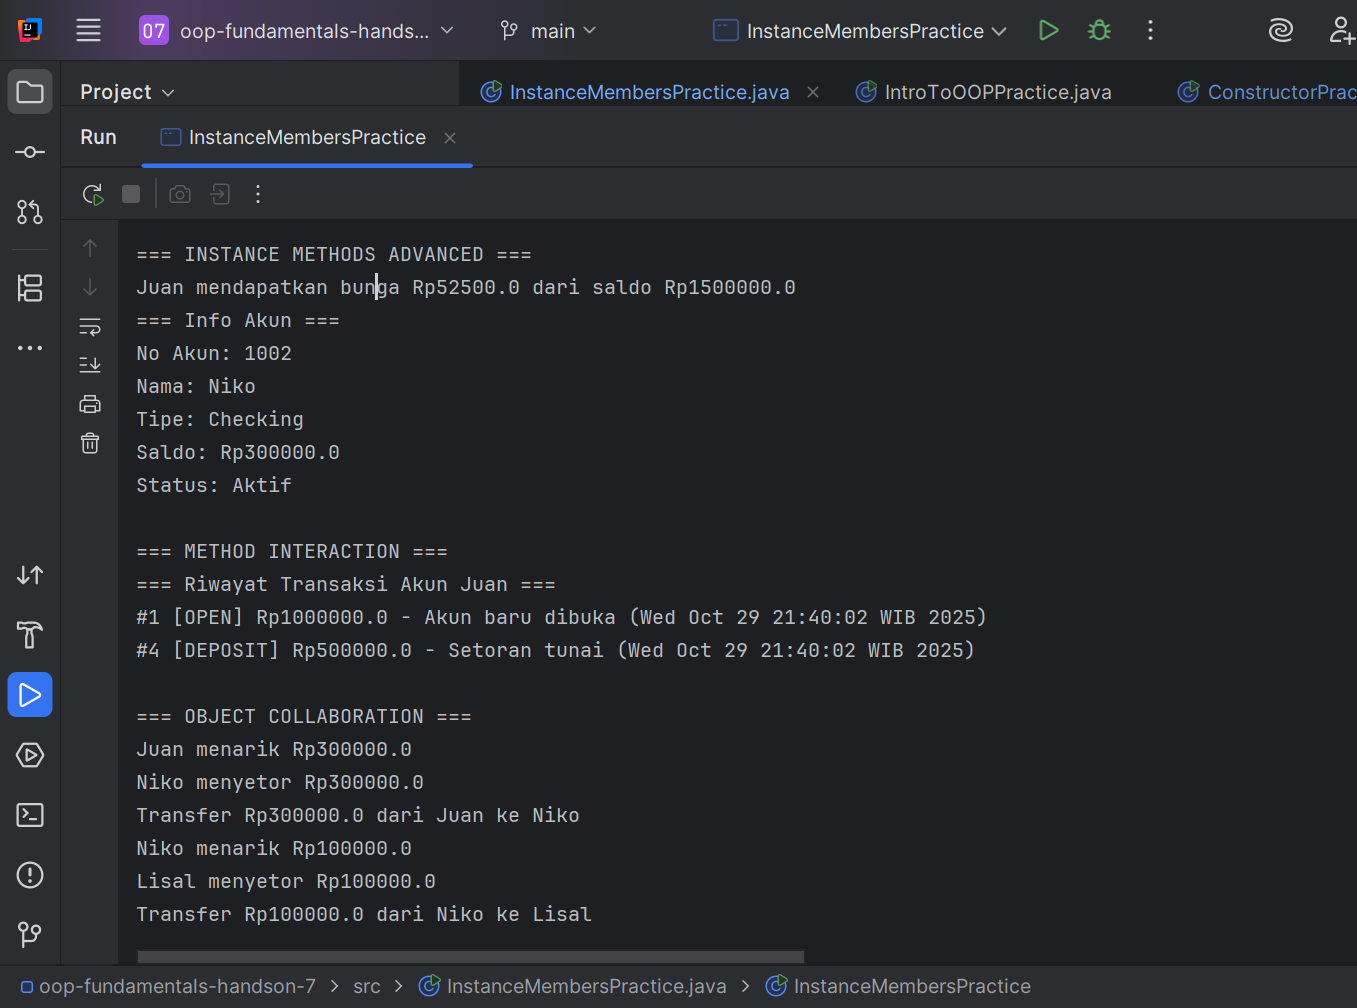 07 oop-fundamentals-hands... main InstanceMembersPractice
Project InstanceMembersPractice.java IntroToOOPPractice.java ConstructorPrac
Run InstanceMembersPractice
=== INSTANCE METHODS ADVANCED ===
Juan mendapatkan bunga Rp52500.0 dari saldo Rp1500000.0
=== Info Akun ===
No Akun: 1002
Nama: Niko
Tipe: Checking
Saldo: Rp300000.0
Status: Aktif
=== METHOD INTERACTION ===
=== Riwayat Transaksi Akun Juan ===
#1 [OPEN] Rp1000000.0 - Akun baru dibuka (Wed Oct 29 21:40:02 WIB 2025)
#4 [DEPOSIT] Rp500000.0 - Setoran tunai (Wed Oct 29 21:40:02 WIB 2025)
=== OBJECT COLLABORATION ===
Juan menarik Rp300000.0
Niko menyetor Rp300000.0
Transfer Rp300000.0 dari Juan ke Niko
Niko menarik Rp100000.0
Lisal menyetor Rp100000.0
Transfer Rp100000.0 dari Niko ke Lisal
oop-fundamentals-handson-7 > src > InstanceMembersPractice.java > InstanceMembersPractice